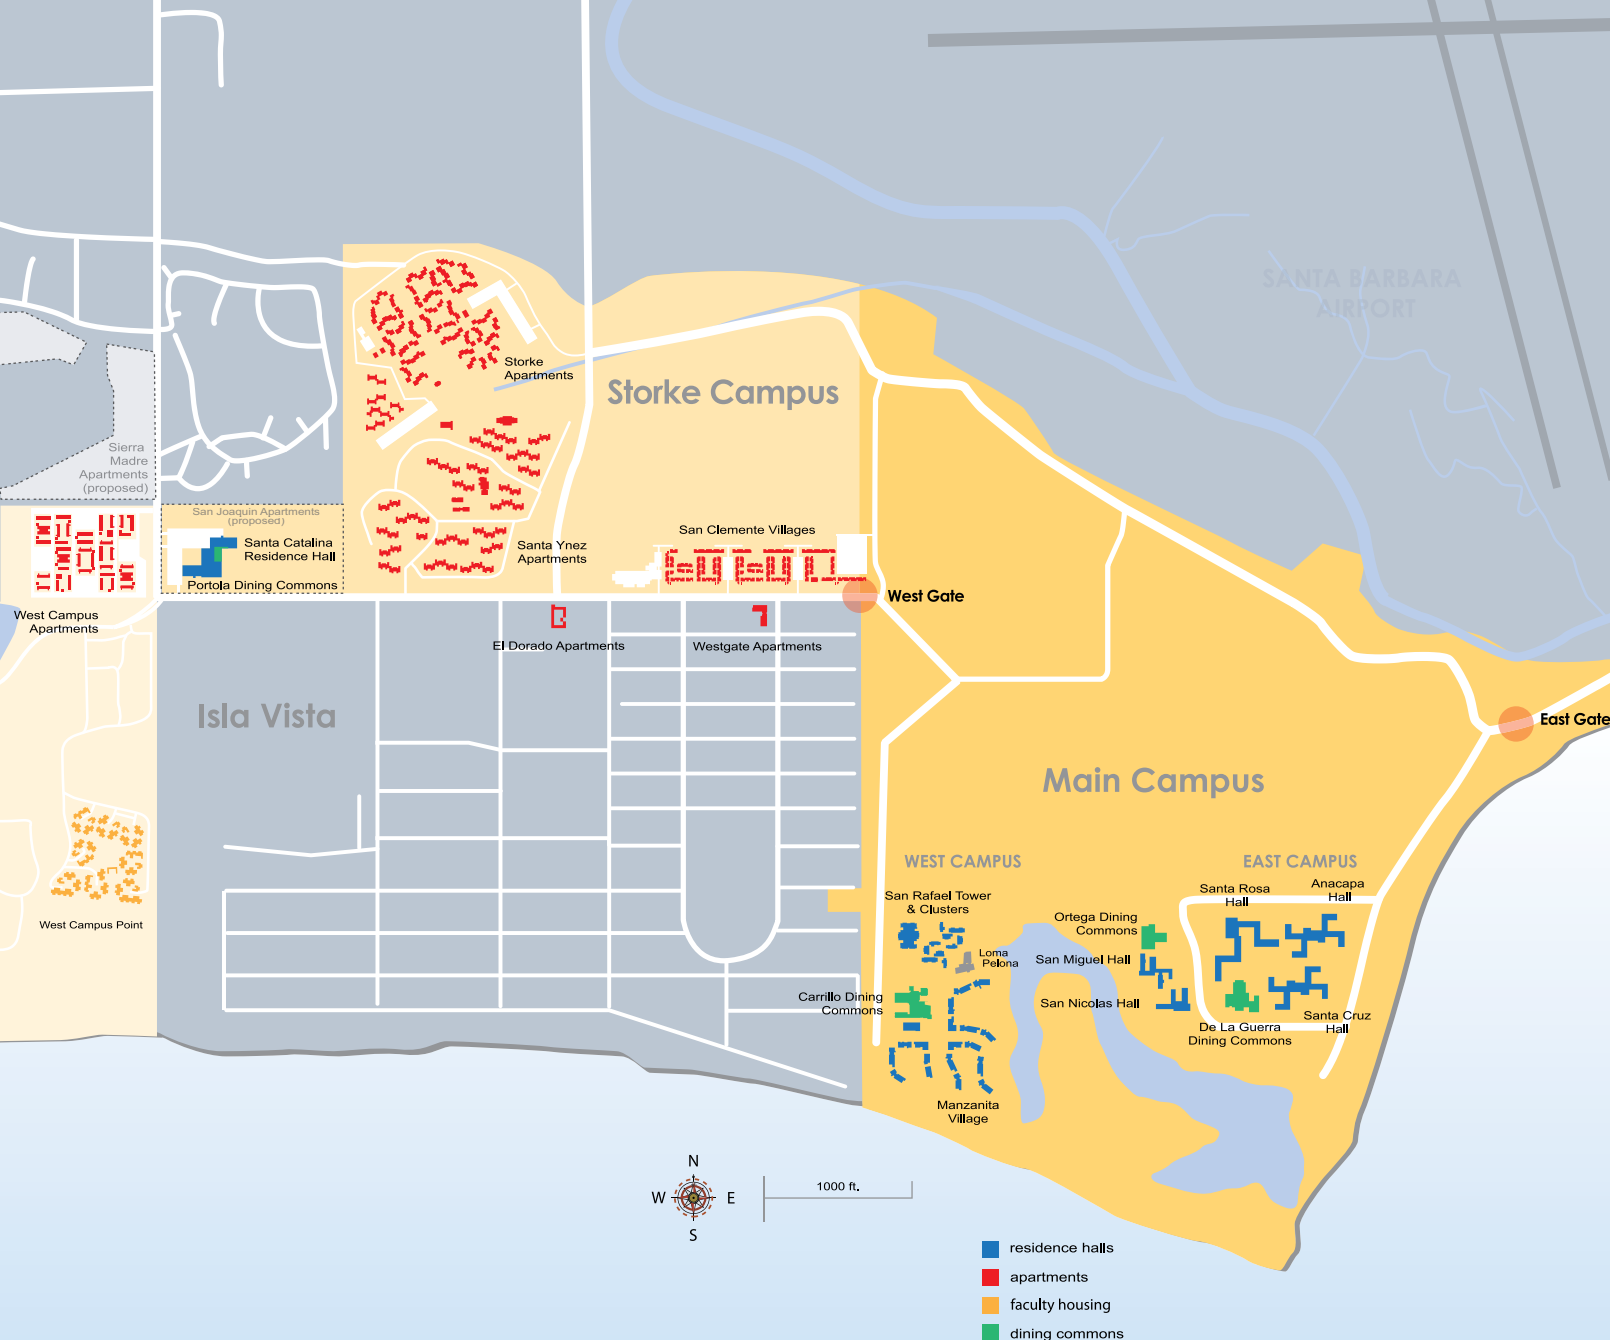 SANTA BARBARA
AIRPORT
Storke
Apartments
Storke Campus
Sierra
Madre
Apartments
(proposed)
San Joaquin Apartments
(proposed)
Santa Catalina
Residence Hall
Portola Dining Commons
Santa Ynez
Apartments
San Clemente Villages
West Gate
West Campus
Apartments
El Dorado Apartments
Westgate Apartments
Isla Vista
East Gate
Main Campus
WEST CAMPUS
EAST CAMPUS
San Rafael Tower
& Clusters
Santa Rosa
Hall
Anacapa
Hall
Ortega Dining
Commons
West Campus Point
Loma
Pelona
San Miguel Hall
Carrillo Dining
Commons
San Nicolas Hall
Santa Cruz
Hall
De La Guerra
Dining Commons
Manzanita
Village
N
W
E
S
1000 ft.
residence halls
apartments
faculty housing
dining commons